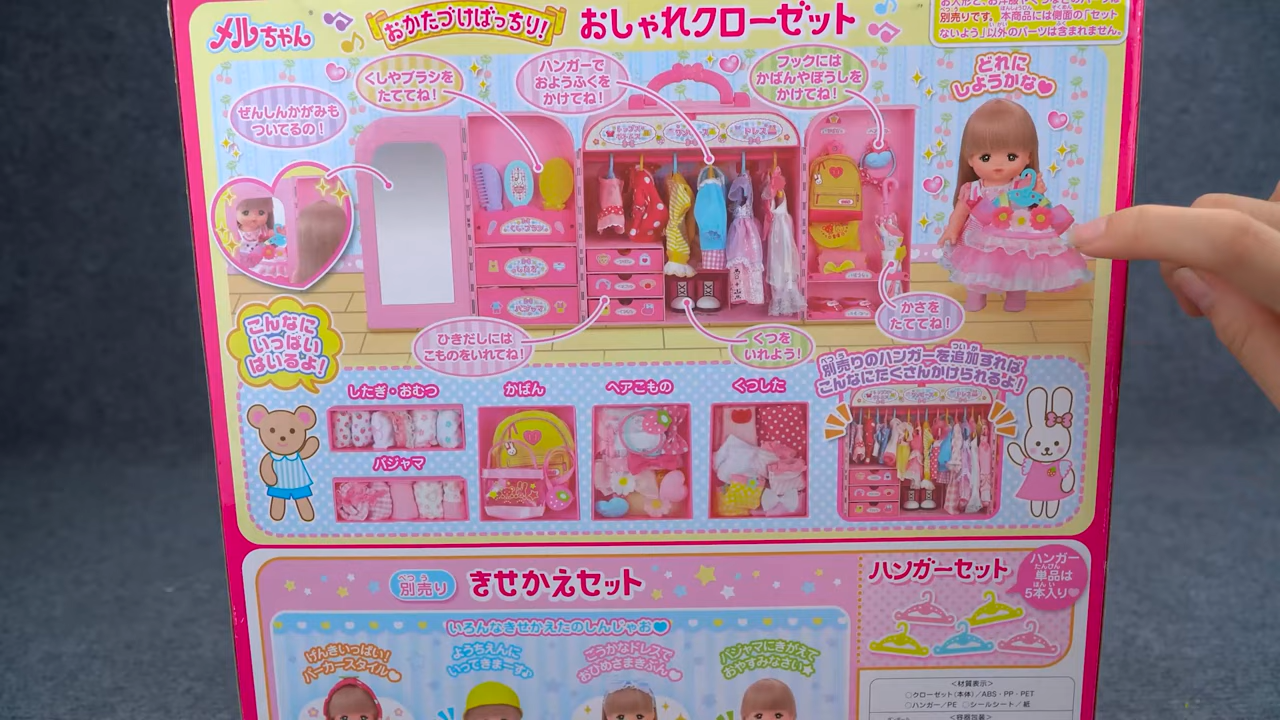 メルちゃん
おかたづけばっちり!
おしゃれクローゼット
別売りです。本商品には側面の「セット
ないよう」以外のパーツは含まれません。
どれに
しようかな
ぜんしんかがみも
ついてるの!
くしやブラシを
たててね!
ハンガーで
おようふくを
かけてね!
フックには
かばんやぼうしを
かけてね!
ドレス
くし・ブラシ
したぎ
パジャマ
ひきだしには
こものをいれてね!
くつを
いれよう!
かさを
たててね!
こんなに
いっぱい
はいるよ!
したぎ・おむつ
パジャマ
かばん
ヘアこもの
くつした
別売りのハンガーを追加すれば
こんなにたくさんかけられるよ!
別売り
きせかえセット
いろんなきせかえたのしんじゃお
げんきいっぱい!
パーカースタイル
ようちえんに
いってきまーす
ごうかなドレスで
おひめさまきぶん
パジャマにきがえて
おやすみなさい
ハンガーセット
ハンガー
単品は
5本入り
<材質表示>
○クローゼット(本体)/ABS・PP・PET
○ハンガー/PE ○シールシート/紙